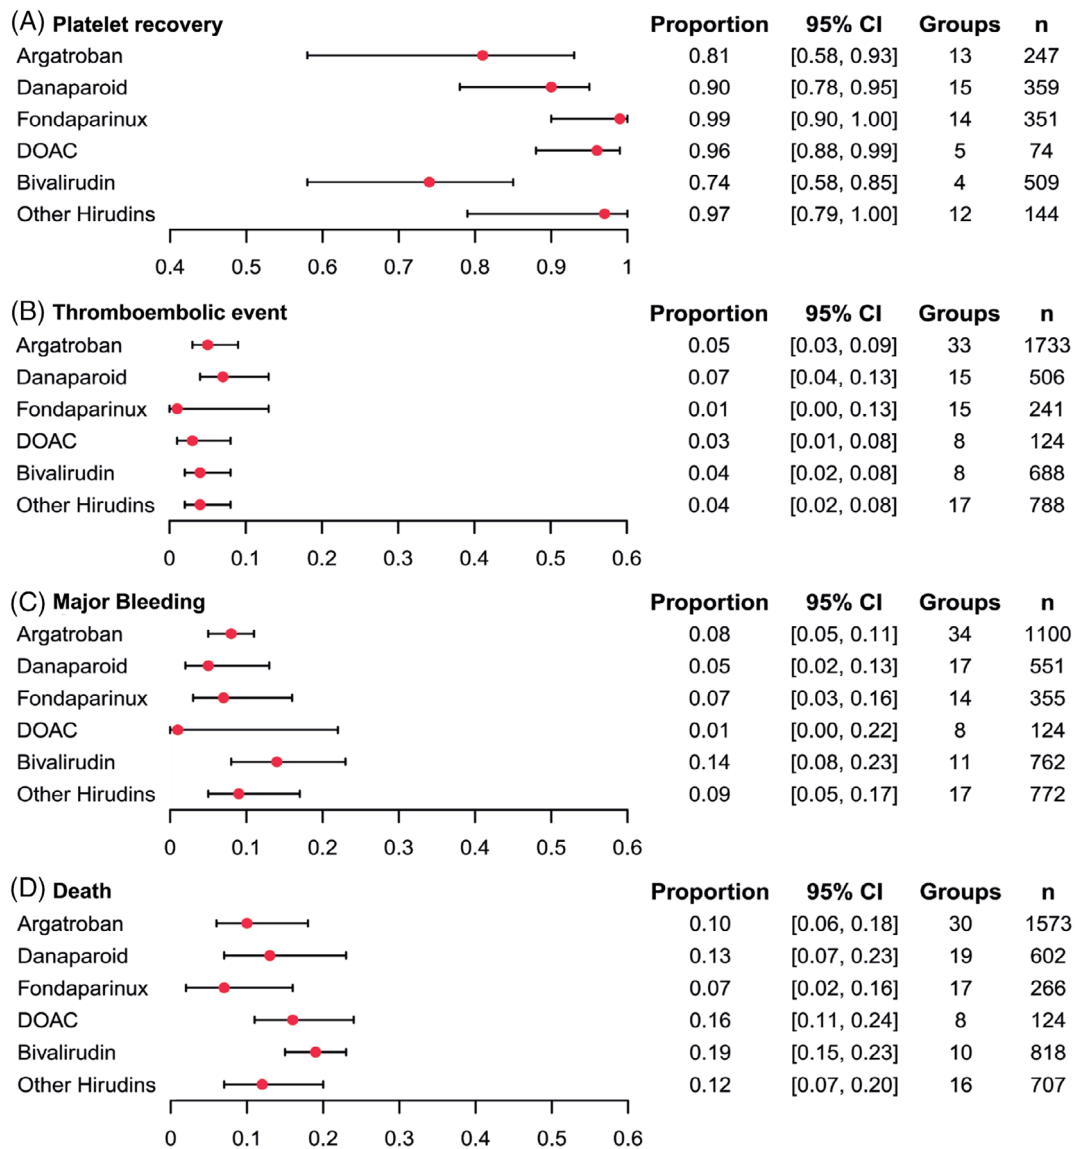 (A) Platelet recovery Proportion 95% CI Groups n
Argatroban 0.81 [0.58, 0.93] 13 247
Danaparoid 0.90 [0.78, 0.95] 15 359
Fondaparinux 0.99 [0.90, 1.00] 14 351
DOAC 0.96 [0.88, 0.99] 5 74
Bivalirudin 0.74 [0.58, 0.85] 4 509
Other Hirudins 0.97 [0.79, 1.00] 12 144
0.4 0.5 0.6 0.7 0.8 0.9 1
(B) Thromboembolic event Proportion 95% CI Groups n
Argatroban 0.05 [0.03, 0.09] 33 1733
Danaparoid 0.07 [0.04, 0.13] 15 506
Fondaparinux 0.01 [0.00, 0.13] 15 241
DOAC 0.03 [0.01, 0.08] 8 124
Bivalirudin 0.04 [0.02, 0.08] 8 688
Other Hirudins 0.04 [0.02, 0.08] 17 788
0 0.1 0.2 0.3 0.4 0.5 0.6
(C) Major Bleeding Proportion 95% CI Groups n
Argatroban 0.08 [0.05, 0.11] 34 1100
Danaparoid 0.05 [0.02, 0.13] 17 551
Fondaparinux 0.07 [0.03, 0.16] 14 355
DOAC 0.01 [0.00, 0.22] 8 124
Bivalirudin 0.14 [0.08, 0.23] 11 762
Other Hirudins 0.09 [0.05, 0.17] 17 772
0 0.1 0.2 0.3 0.4 0.5 0.6
(D) Death Proportion 95% CI Groups n
Argatroban 0.10 [0.06, 0.18] 30 1573
Danaparoid 0.13 [0.07, 0.23] 19 602
Fondaparinux 0.07 [0.02, 0.16] 17 266
DOAC 0.16 [0.11, 0.24] 8 124
Bivalirudin 0.19 [0.15, 0.23] 10 818
Other Hirudins 0.12 [0.07, 0.20] 16 707
0 0.1 0.2 0.3 0.4 0.5 0.6